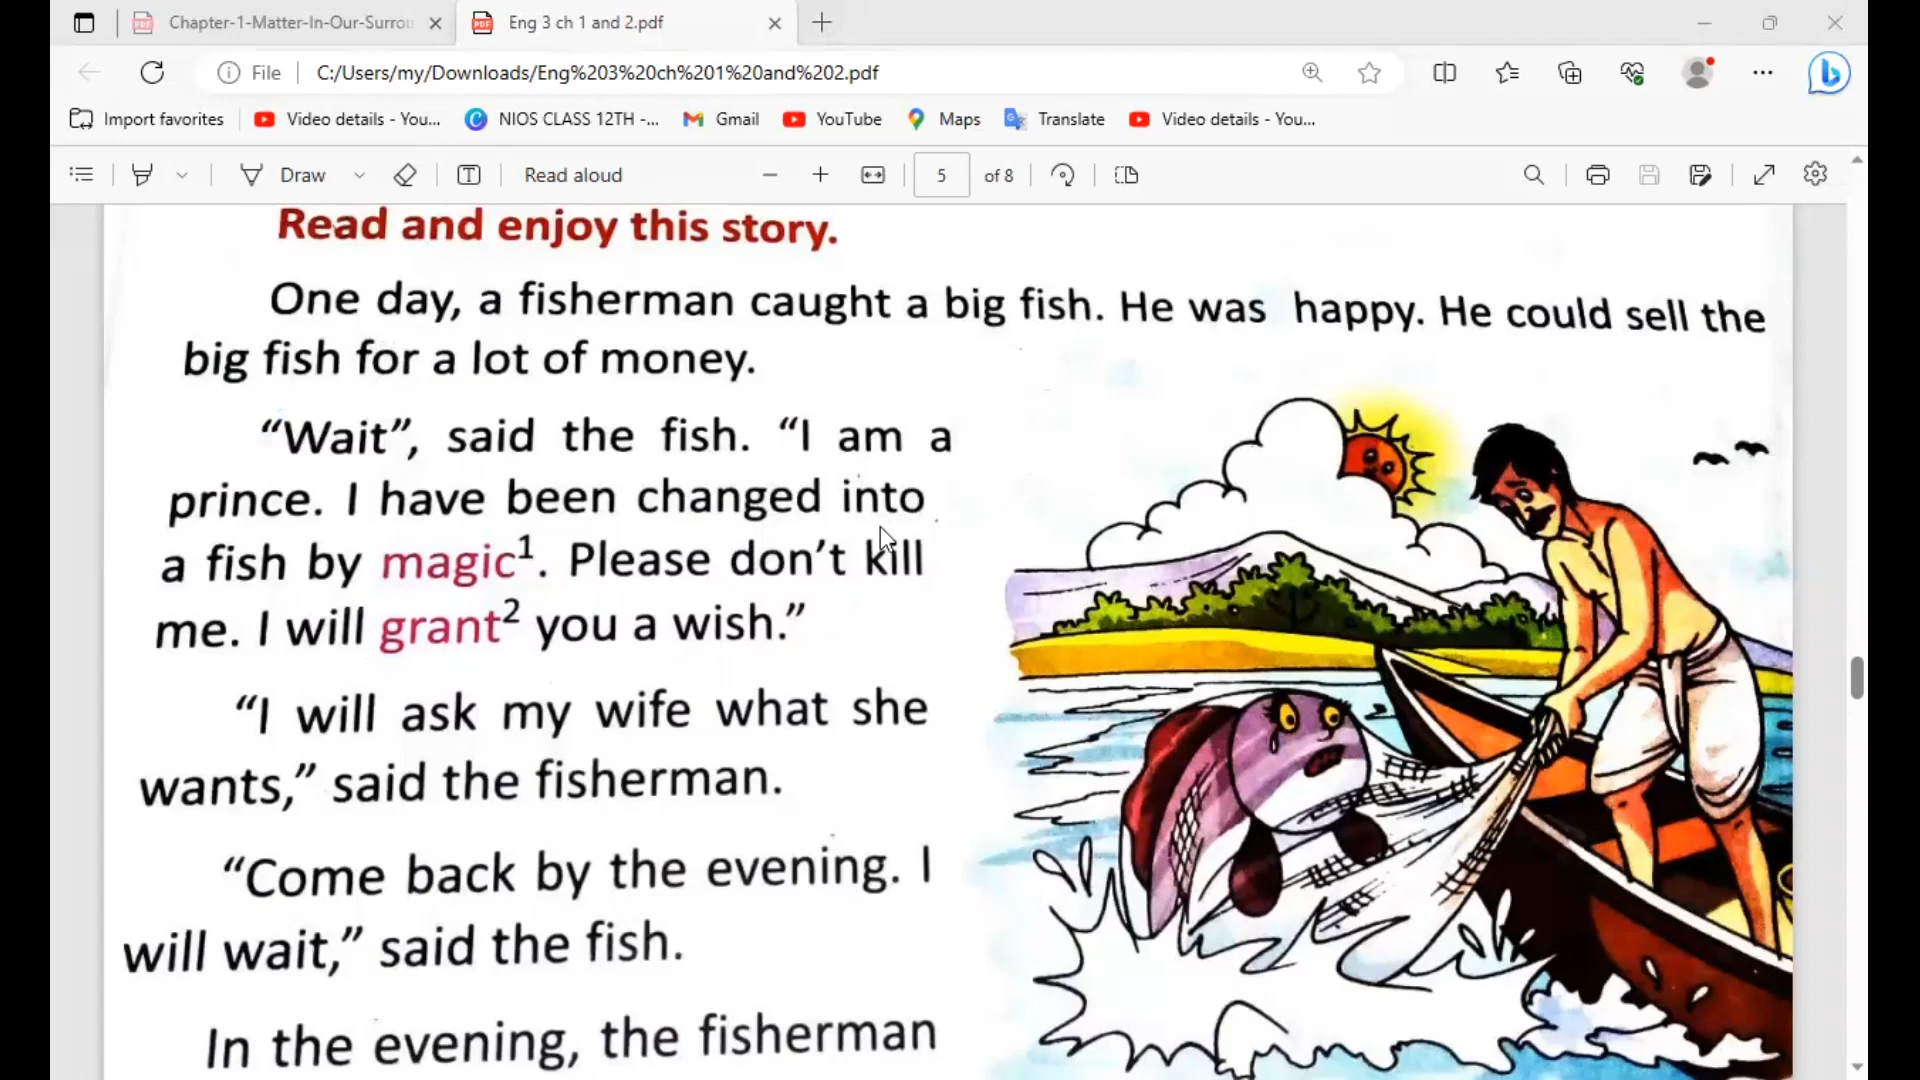 Chapter-1-Matter-In-Our-Surrou
Eng 3 ch 1 and 2.pdf
File
C:/Users/my/Downloads/Eng%203%20ch%201%20and%202.pdf
Import favorites
Video details - You...
NIOS CLASS 12TH -...
Gmail
YouTube
Maps
Translate
Video details - You...
Draw
Read aloud
5 of 8
Read and enjoy this story.
One day, a fisherman caught a big fish. He was happy. He could sell the
big fish for a lot of money.
“Wait”, said the fish. “I am a
prince. I have been changed into
a fish by magic¹. Please don’t kill
me. I will grant² you a wish.”
“I will ask my wife what she
wants,” said the fisherman.
“Come back by the evening. I
will wait,” said the fish.
In the evening, the fisherman